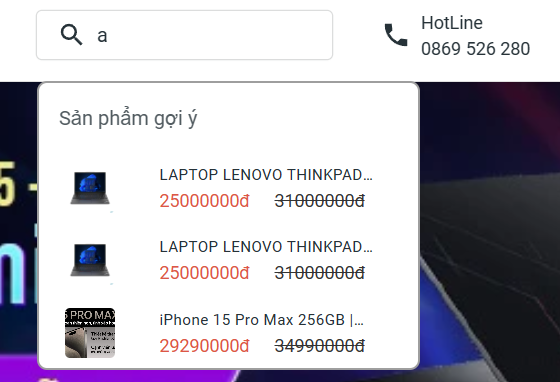 a
HotLine
0869 526 280
Sản phẩm gợi ý
LAPTOP LENOVO THINKPAD...
25000000đ 31000000đ
LAPTOP LENOVO THINKPAD...
25000000đ 31000000đ
5 PRO MAX
iPhone 15 Pro Max 256GB |...
29290000đ 34990000đ
5 -